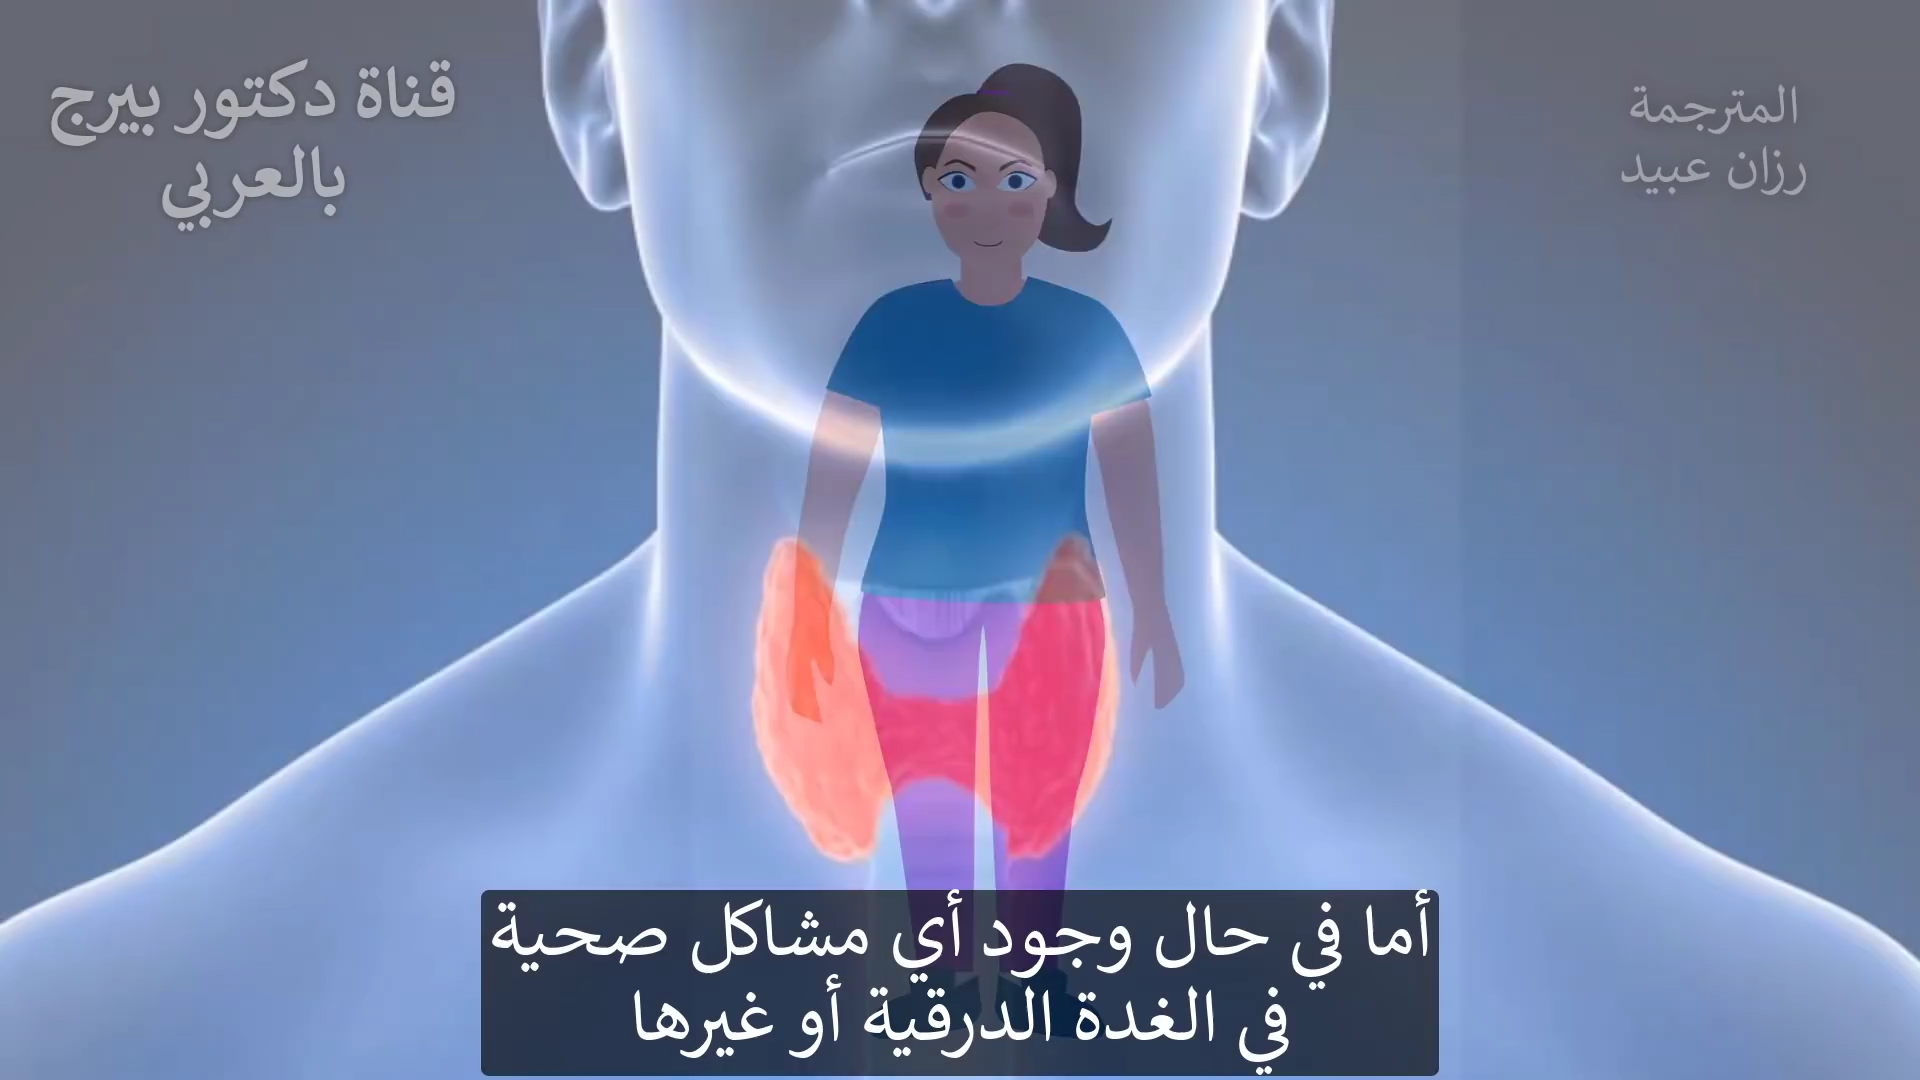 قناة دكتور بيرج
بالعربي
المترجمة
رزان عبيد
أما في حال وجود أي مشاكل صحية
في الغدة الدرقية أو غيرها